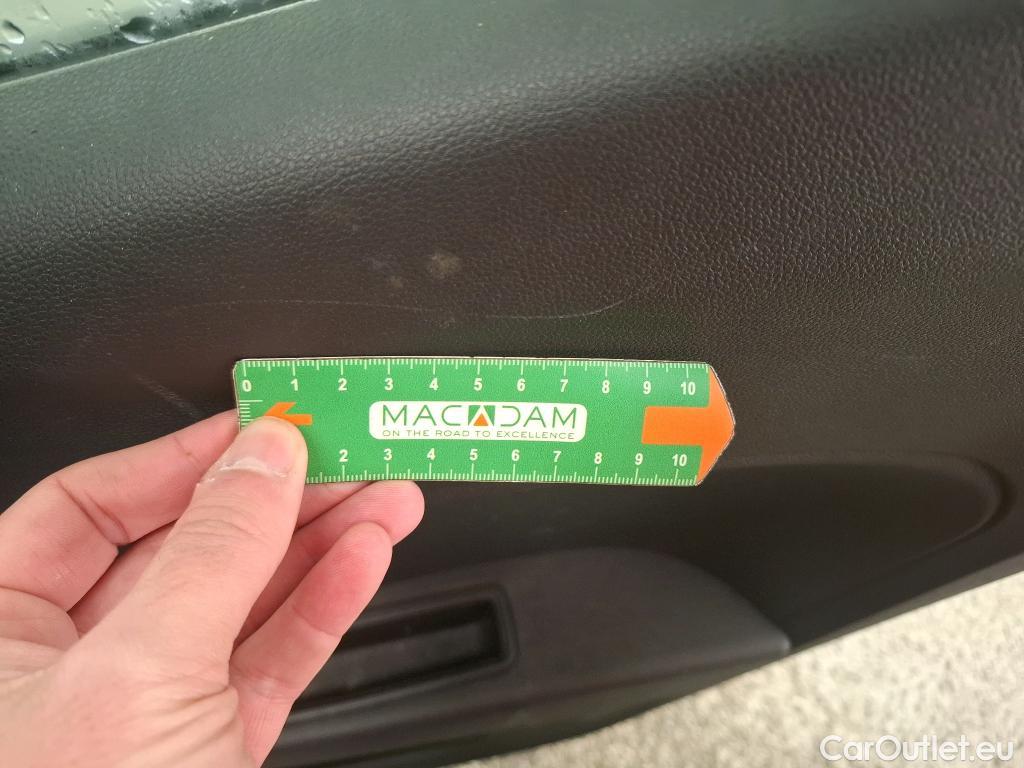 0 1 2 3 4 5 6 7 8 9 10
MACADAM
ON THE ROAD TO EXCELLENCE
2 3 4 5 6 7 8 9 10
CarOutlet.eu